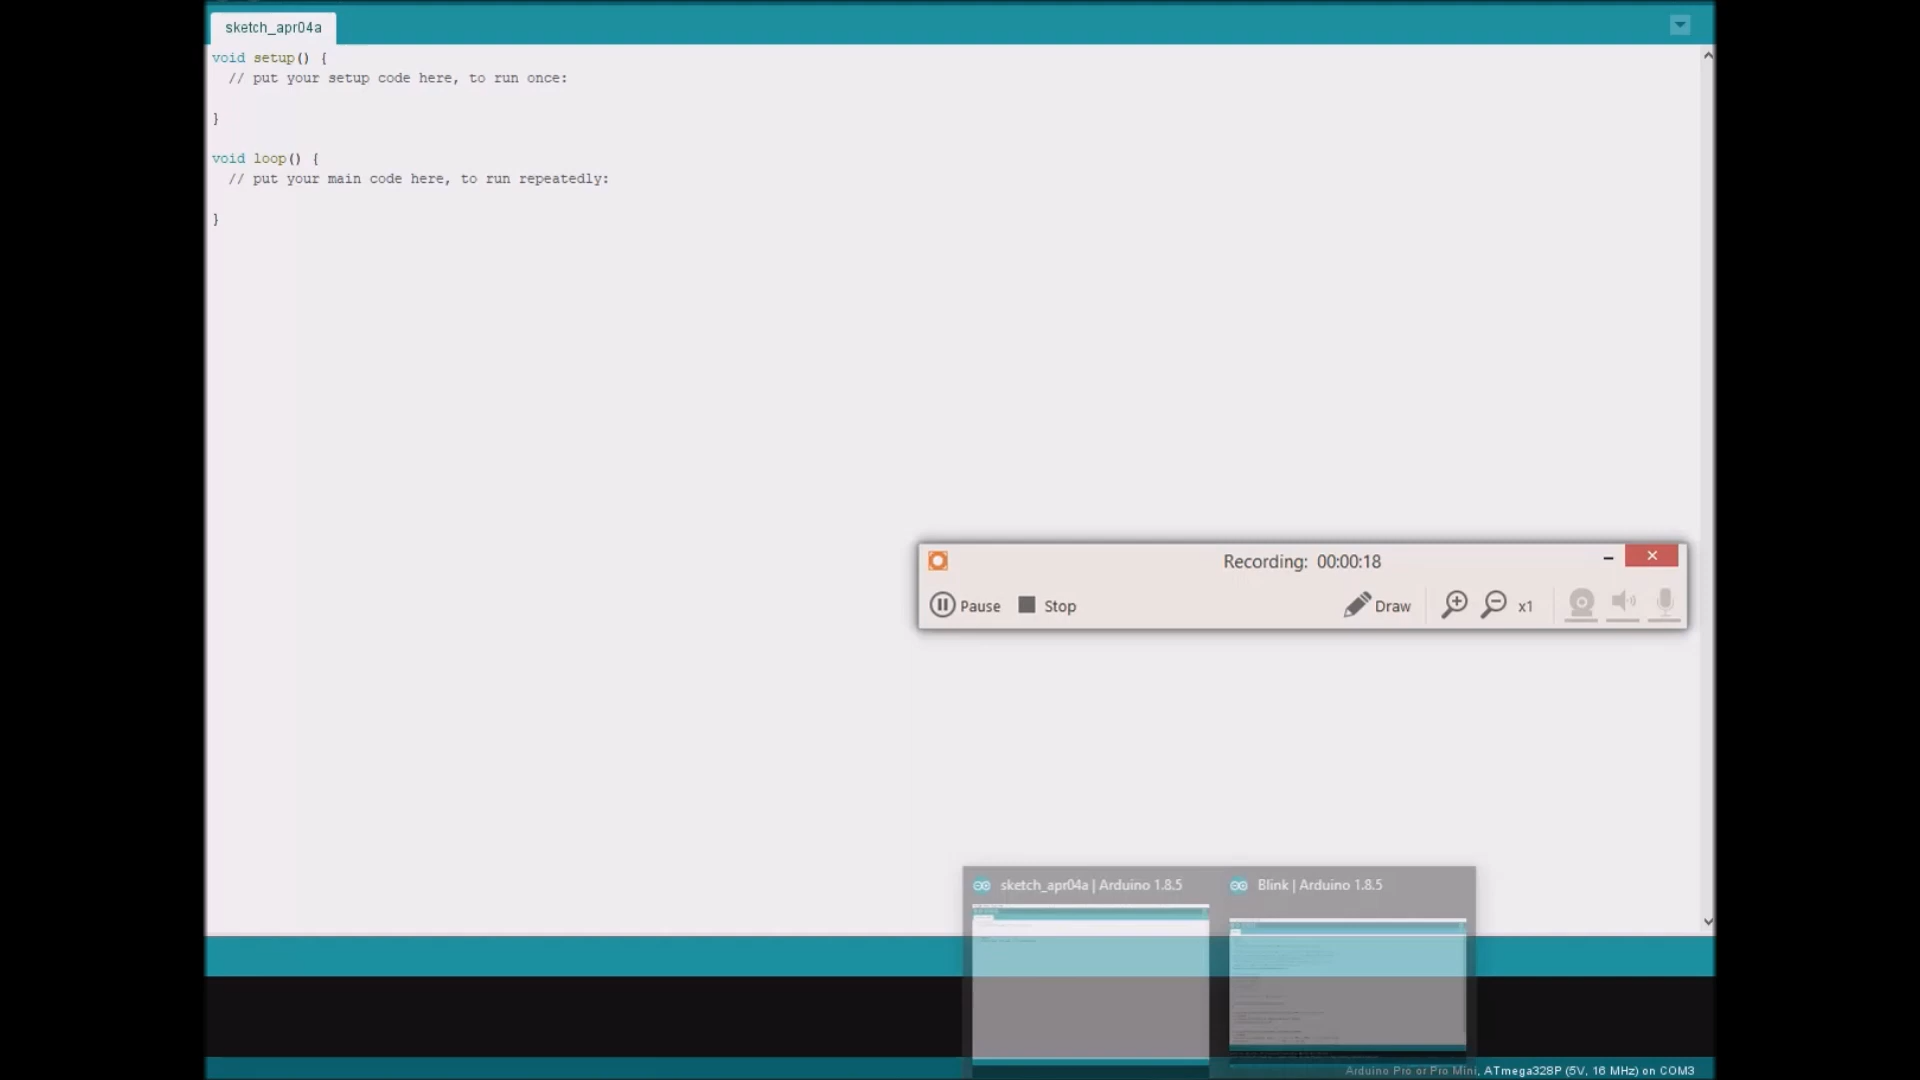 sketch_apr04a
void setup() {
// put your setup code here, to run once:
}
void loop() {
// put your main code here, to run repeatedly:
}
Recording: 00:00:18
Pause
Stop
Draw
x1
sketch_apr04a | Arduino 1.8.5
Blink | Arduino 1.8.5
Arduino Pro or Pro Mini, ATmega328P (5V, 16 MHz) on COM3